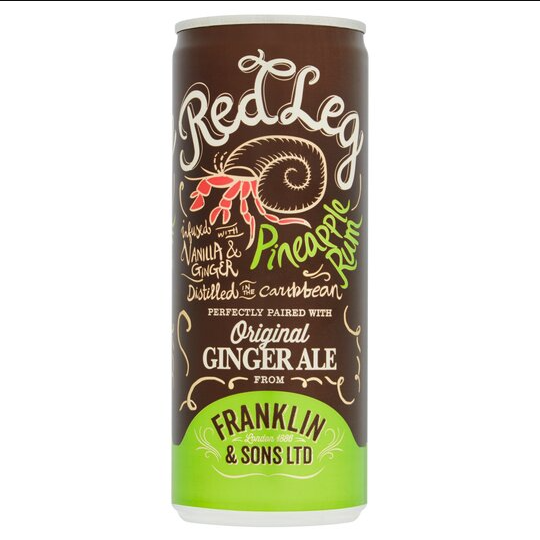 Red Leg
Infused WITH
VANILLA &
GINGER
Pineapple
Rum
Distilled IN THE Caribbean
PERFECTLY PAIRED WITH
Original
GINGER ALE
FROM
FRANKLIN
London 1886
& SONS LTD